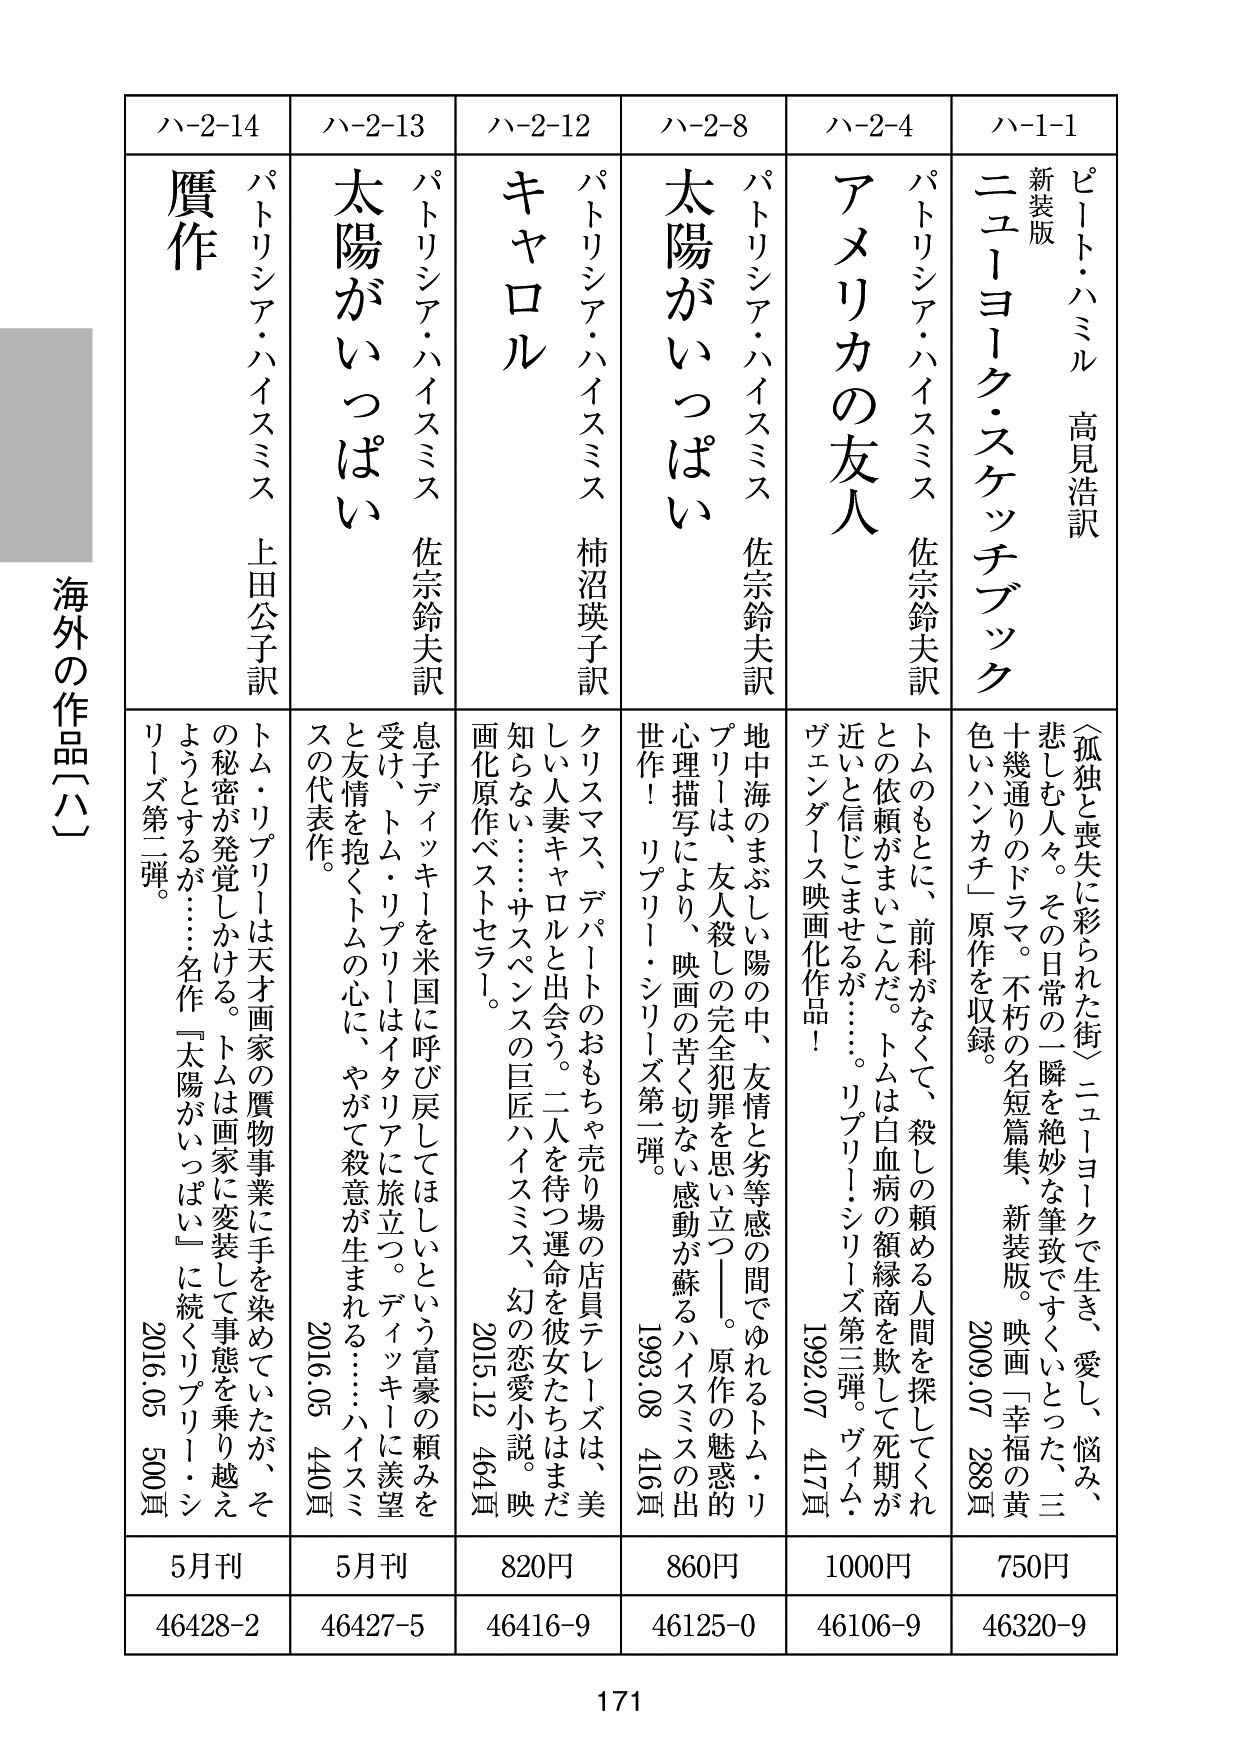 ハ-1-1
ピート・ハミル 高見浩訳
新装版
ニューヨーク・スケッチブック
〈孤独と喪失に彩られた街〉ニューヨークで生き、愛し、悩み、
悲しむ人々。その日常の一瞬を絶妙な筆致ですくいとった、三
十幾通りのドラマ。不朽の名短篇集、新装版。映画「幸福の黄
色いハンカチ」原作を収録。 2009.07 288頁
750円
46320-9
ハ-2-4
パトリシア・ハイスミス 佐宗鈴夫訳
アメリカの友人
トムのもとに、前科がなくて、殺しの頼める人間を探してくれ
との依頼がまいこんだ。トムは白血病の額縁商を欺して死期が
近いと信じこませるが……。リプリー・シリーズ第三弾。ヴィム・
ヴェンダース映画化作品！ 1992.07 417頁
1000円
46106-9
ハ-2-8
パトリシア・ハイスミス 佐宗鈴夫訳
太陽がいっぱい
地中海のまぶしい陽の中、友情と劣等感の間でゆれるトム・リ
プリーは、友人殺しの完全犯罪を思い立つ――。原作の魅惑的
心理描写により、映画の苦く切ない感動が蘇るハイスミスの出
世作！ リプリー・シリーズ第一弾。 1993.08 416頁
860円
46125-0
ハ-2-12
パトリシア・ハイスミス 柿沼瑛子訳
キャロル
クリスマス、デパートのおもちゃ売り場の店員テレーズは、美
しい人妻キャロルと出会う。二人を待つ運命を彼女たちはまだ
知らない……サスペンスの巨匠ハイスミス、幻の恋愛小説。映
画化原作ベストセラー。 2015.12 464頁
820円
46416-9
ハ-2-13
パトリシア・ハイスミス 佐宗鈴夫訳
太陽がいっぱい
息子ディッキーを米国に呼び戻してほしいという富豪の頼みを
受け、トム・リプリーはイタリアに旅立つ。ディッキーに羨望
と友情を抱くトムの心に、やがて殺意が生まれる……ハイスミ
スの代表作。 2016.05 440頁
5月刊
46427-5
ハ-2-14
パトリシア・ハイスミス 上田公子訳
贋作
トム・リプリーは天才画家の贋物事業に手を染めていたが、そ
の秘密が発覚しかける。トムは画家に変装して事態を乗り越え
ようとするが……名作『太陽がいっぱい』に続くリプリー・シ
リーズ第二弾。 2016.05 500頁
5月刊
46428-2
海外の作品〔ハ〕
171